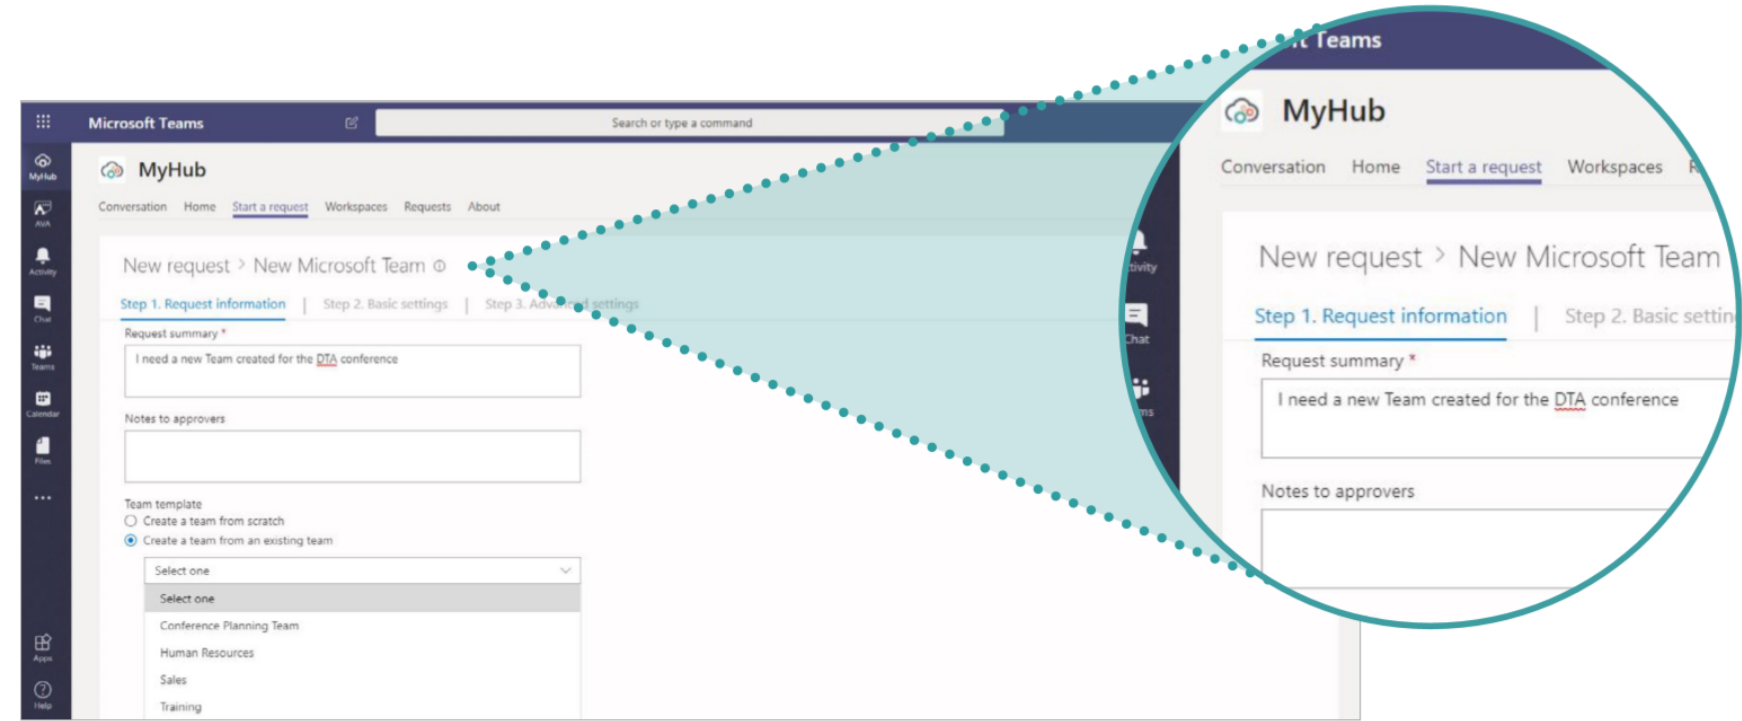 Microsoft Teams
Search or type a command
MyHub
AVA
Activity
Chat
Teams
Calendar
Files
Apps
Help
MyHub
Conversation Home Start a request Workspaces Requests About
New request > New Microsoft Team
Step 1. Request information | Step 2. Basic settings | Step 3. Advanced settings
Request summary *
I need a new Team created for the DTA conference
Notes to approvers
Team template
Create a team from scratch
Create a team from an existing team
Select one
Select one
Conference Planning Team
Human Resources
Sales
Training
ft Teams
MyHub
Conversation Home Start a request Workspaces R
New request > New Microsoft Team
Step 1. Request information | Step 2. Basic settin
Request summary *
I need a new Team created for the DTA conference
Notes to approvers
ctivity
Chat
ms